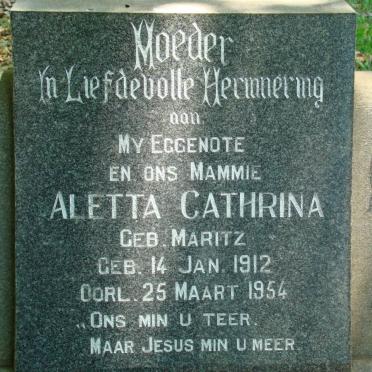 Moeder
In Liefdevolle Herinnering
aan
MY EGGENOTE
EN ONS MAMMIE
ALETTA CATHRINA
GEB. MARITZ
GEB. 14 JAN. 1912
OORL. 25 MAART 1954
„ONS MIN U TEER.
MAAR JESUS MIN U MEER.